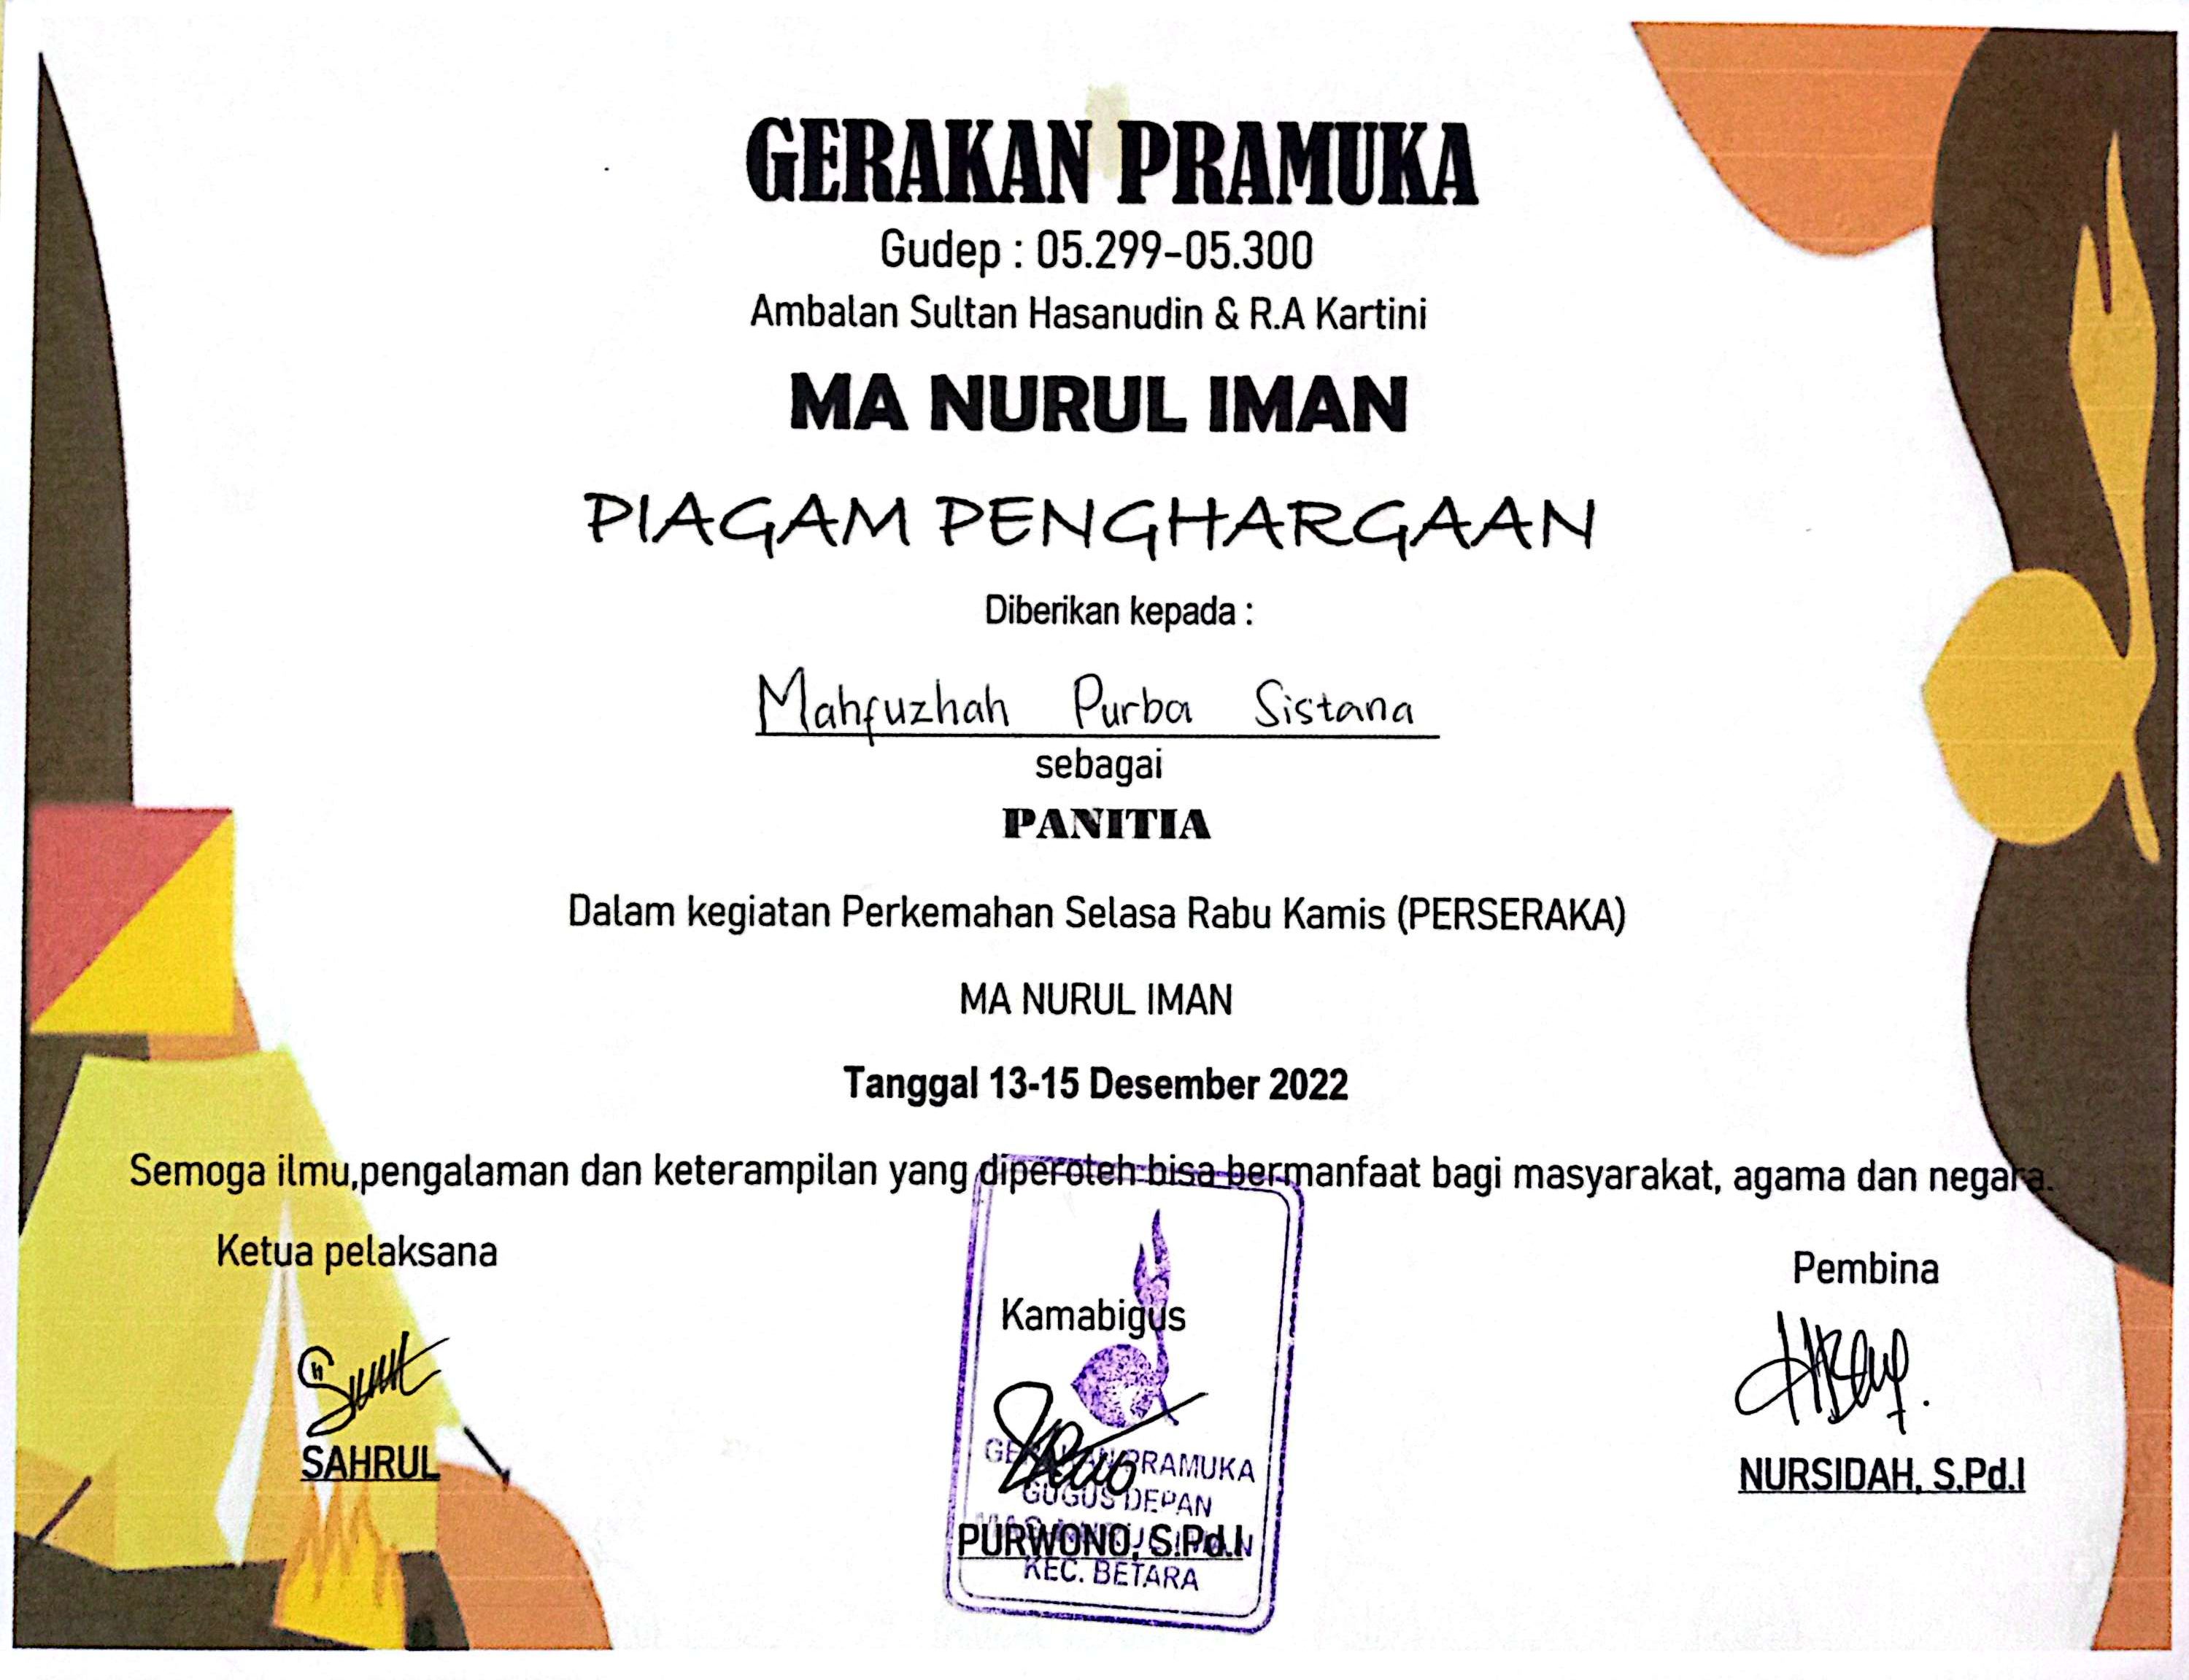 GERAKAN PRAMUKA
Gudep : 05.299-05.300
Ambalan Sultan Hasanudin & R.A Kartini
MA NURUL IMAN
PIAGAM PENGHARGAAN
Diberikan kepada :
Mahfuzhah Purba Sistana
sebagai
PANITIA
Dalam kegiatan Perkemahan Selasa Rabu Kamis (PERSERAKA)
MA NURUL IMAN
Tanggal 13-15 Desember 2022
Semoga ilmu,pengalaman dan keterampilan yang diperoleh bisa bermanfaat bagi masyarakat, agama dan negara.
Ketua pelaksana
SAHRUL
Kamabigus
GERAKAN PRAMUKA
GUGUS DEPAN
PURWONO, S.Pd.I
KEC. BETARA
Pembina
NURSIDAH, S.Pd.I